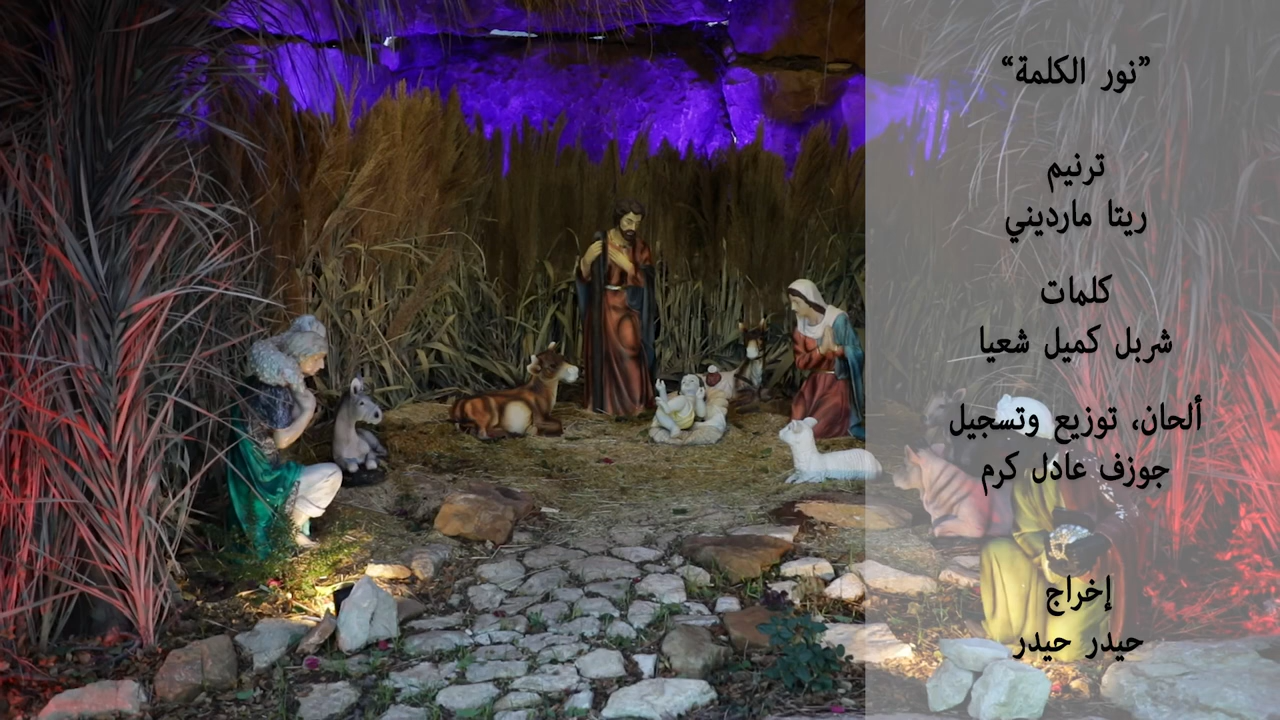 ”نور الكلمة“
ترنيم
ريتا مارديني
كلمات
شربل كميل شعيا
ألحان، توزيع وتسجيل
جوزف عادل كرم
إخراج
حيدر حيدر